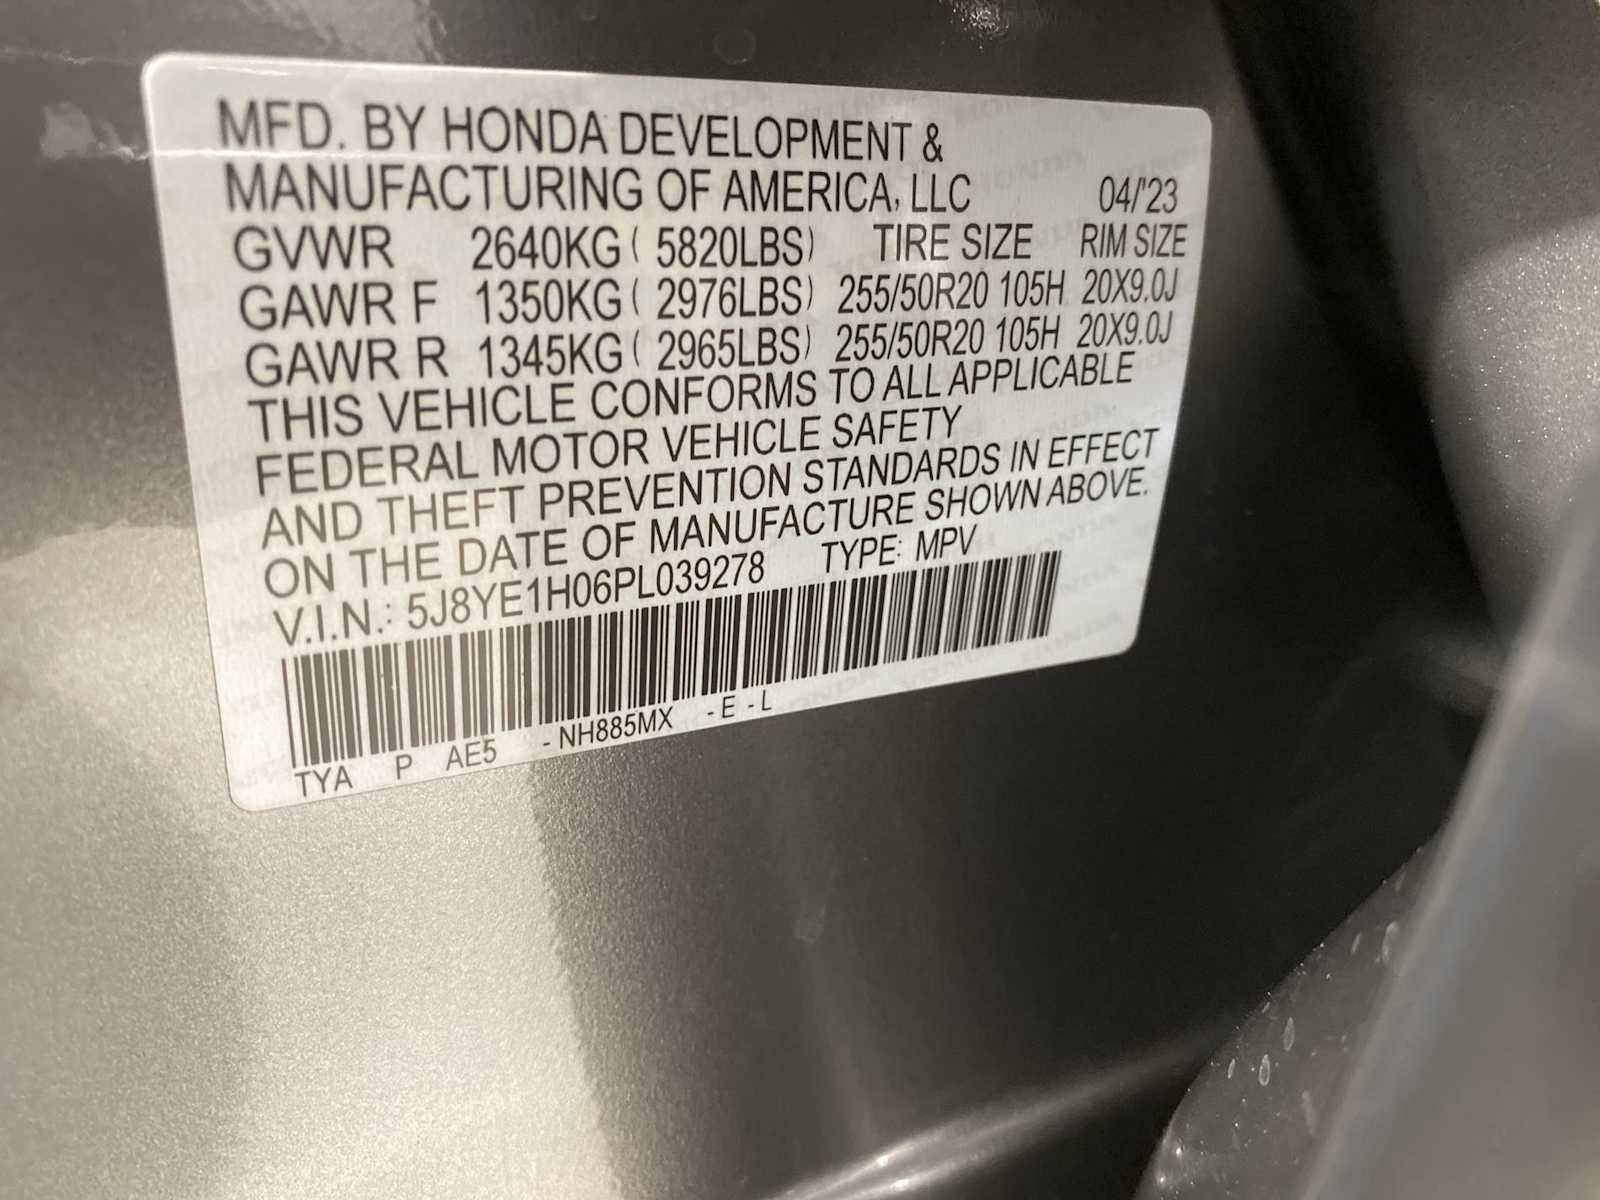 MFD. BY HONDA DEVELOPMENT &
MANUFACTURING OF AMERICA, LLC 04/'23
GVWR 2640KG ( 5820LBS) TIRE SIZE RIM SIZE
GAWR F 1350KG ( 2976LBS) 255/50R20 105H 20X9.0J
GAWR R 1345KG ( 2965LBS) 255/50R20 105H 20X9.0J
THIS VEHICLE CONFORMS TO ALL APPLICABLE
FEDERAL MOTOR VEHICLE SAFETY
AND THEFT PREVENTION STANDARDS IN EFFECT
ON THE DATE OF MANUFACTURE SHOWN ABOVE.
V.I.N.: 5J8YE1H06PL039278 TYPE: MPV
TYA P AE5 -NH885MX -E -L